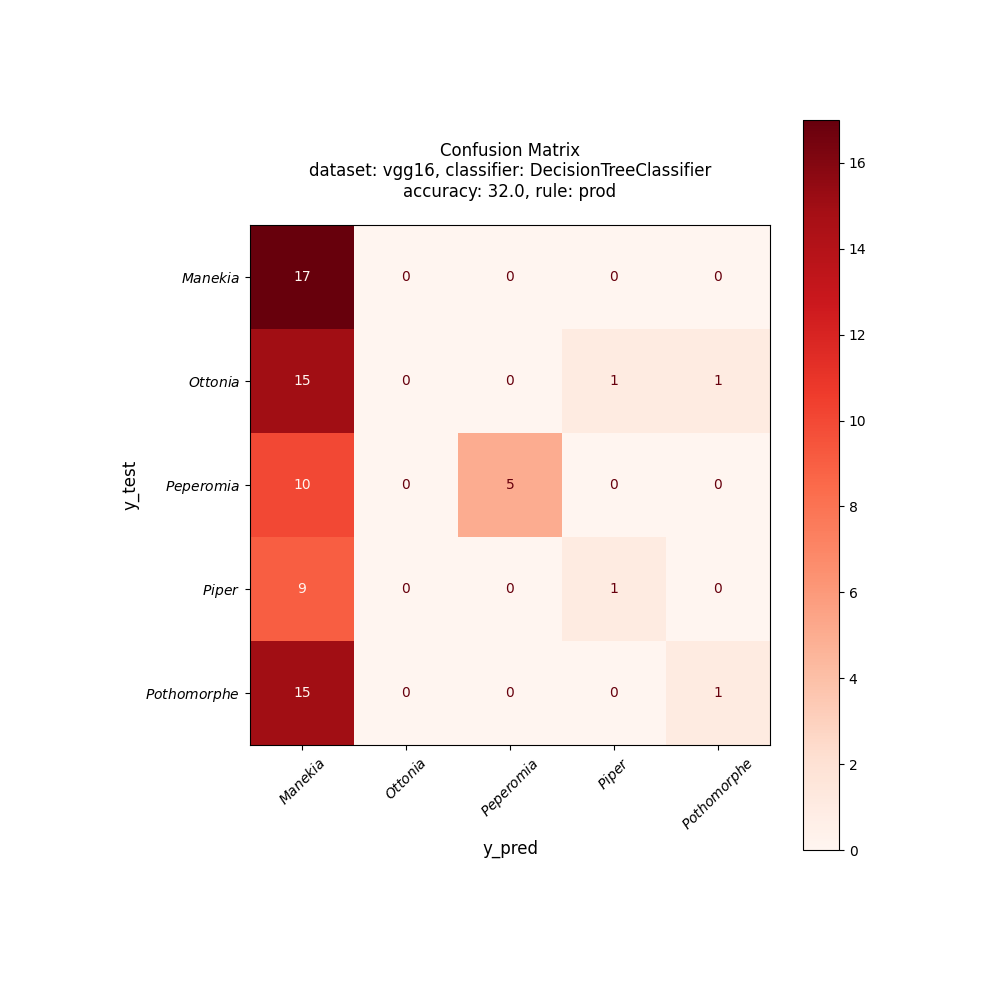 Confusion Matrix
dataset: vgg16, classifier: DecisionTreeClassifier
accuracy: 32.0, rule: prod
Manekia 17 0 0 0 0
Ottonia 15 0 0 1 1
Peperomia 10 0 5 0 0
Piper 9 0 0 1 0
Pothomorphe 15 0 0 0 1
y_test
Manekia Ottonia Peperomia Piper Pothomorphe
y_pred
16
14
12
10
8
6
4
2
0